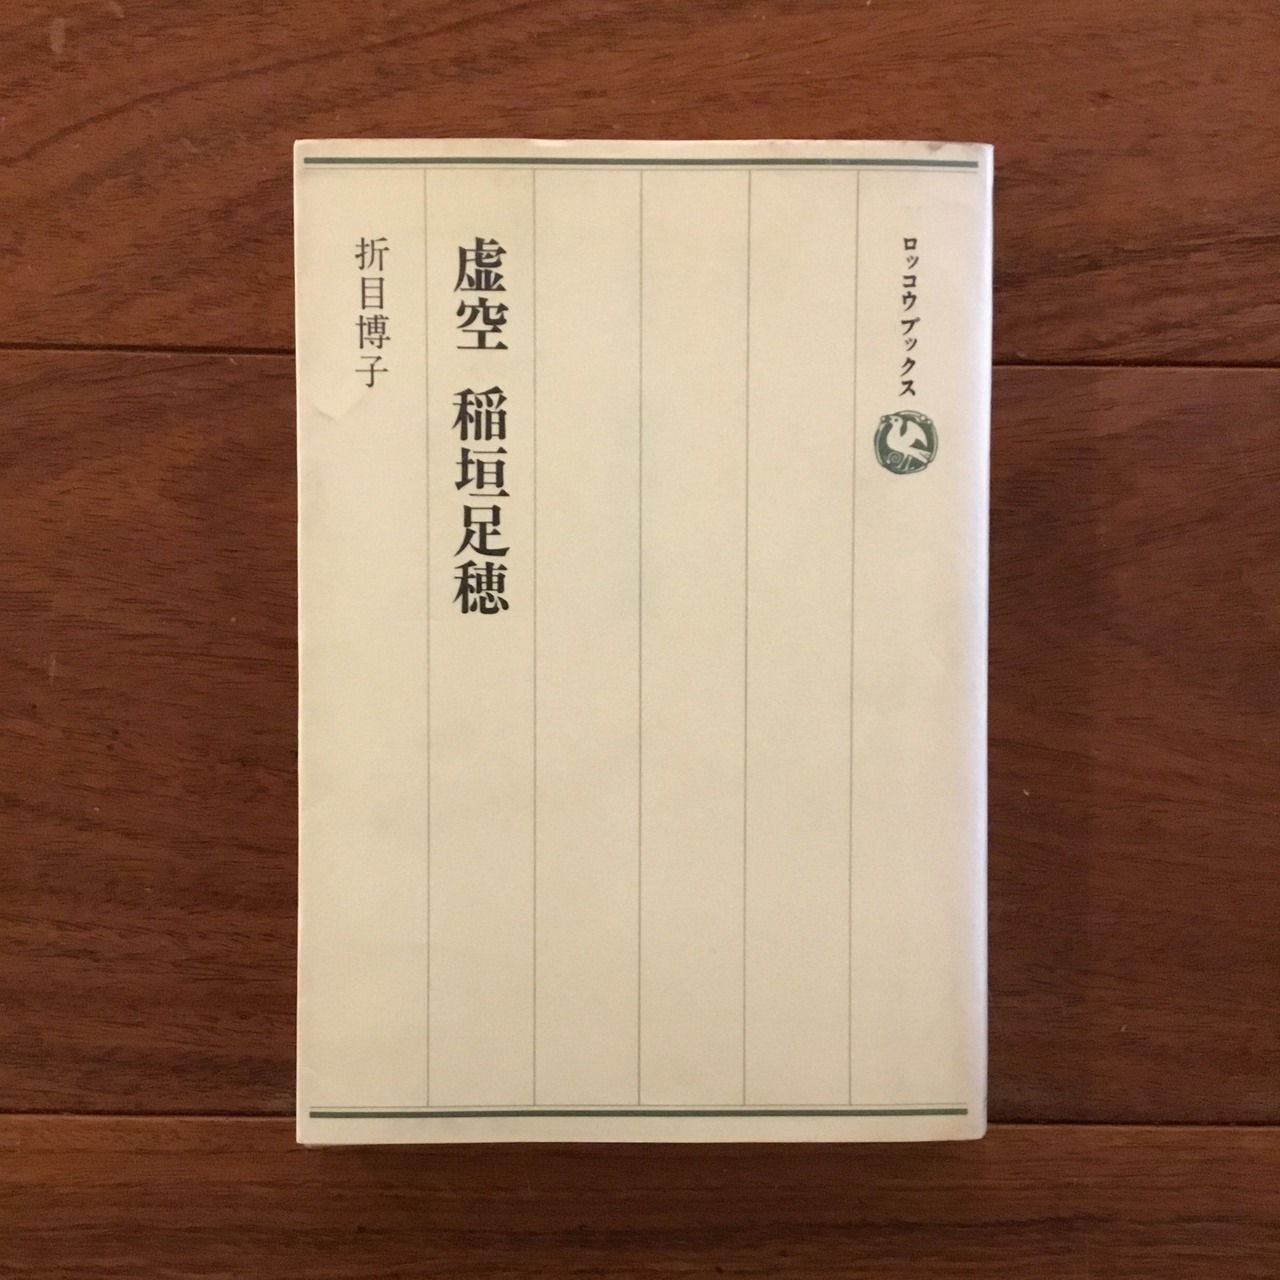 ロッコウブックス
虚空 稲垣足穂
折目博子